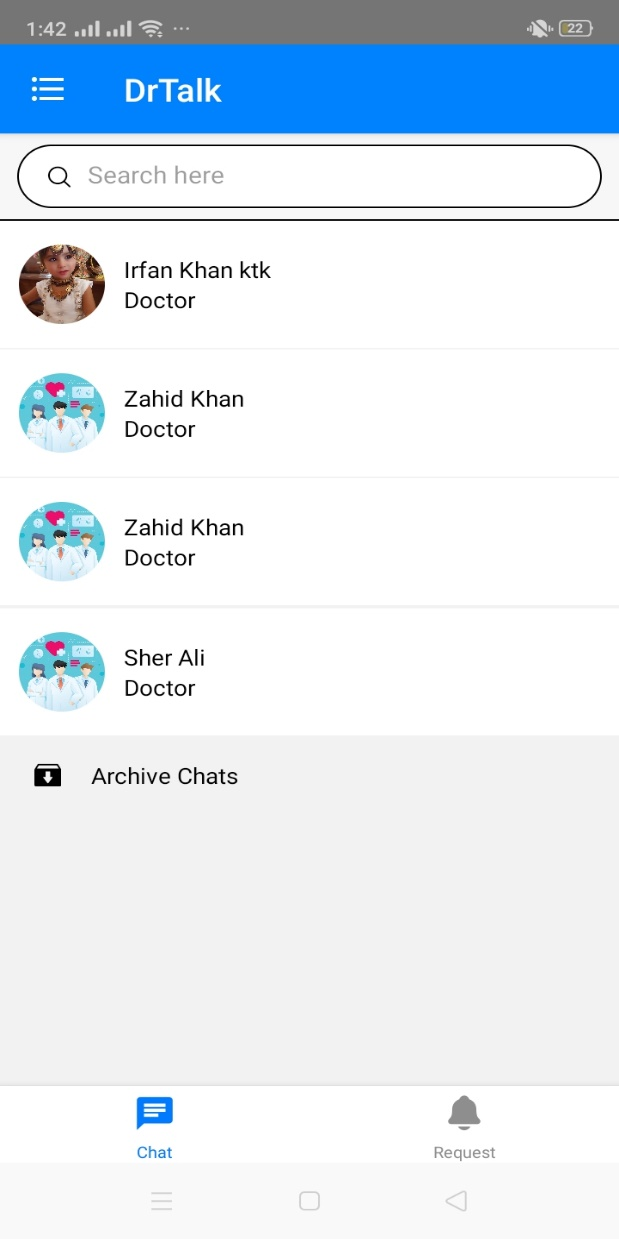 1:42
22
DrTalk
Search here
Irfan Khan ktk
Doctor
Zahid Khan
Doctor
Zahid Khan
Doctor
Sher Ali
Doctor
Archive Chats
Chat
Request